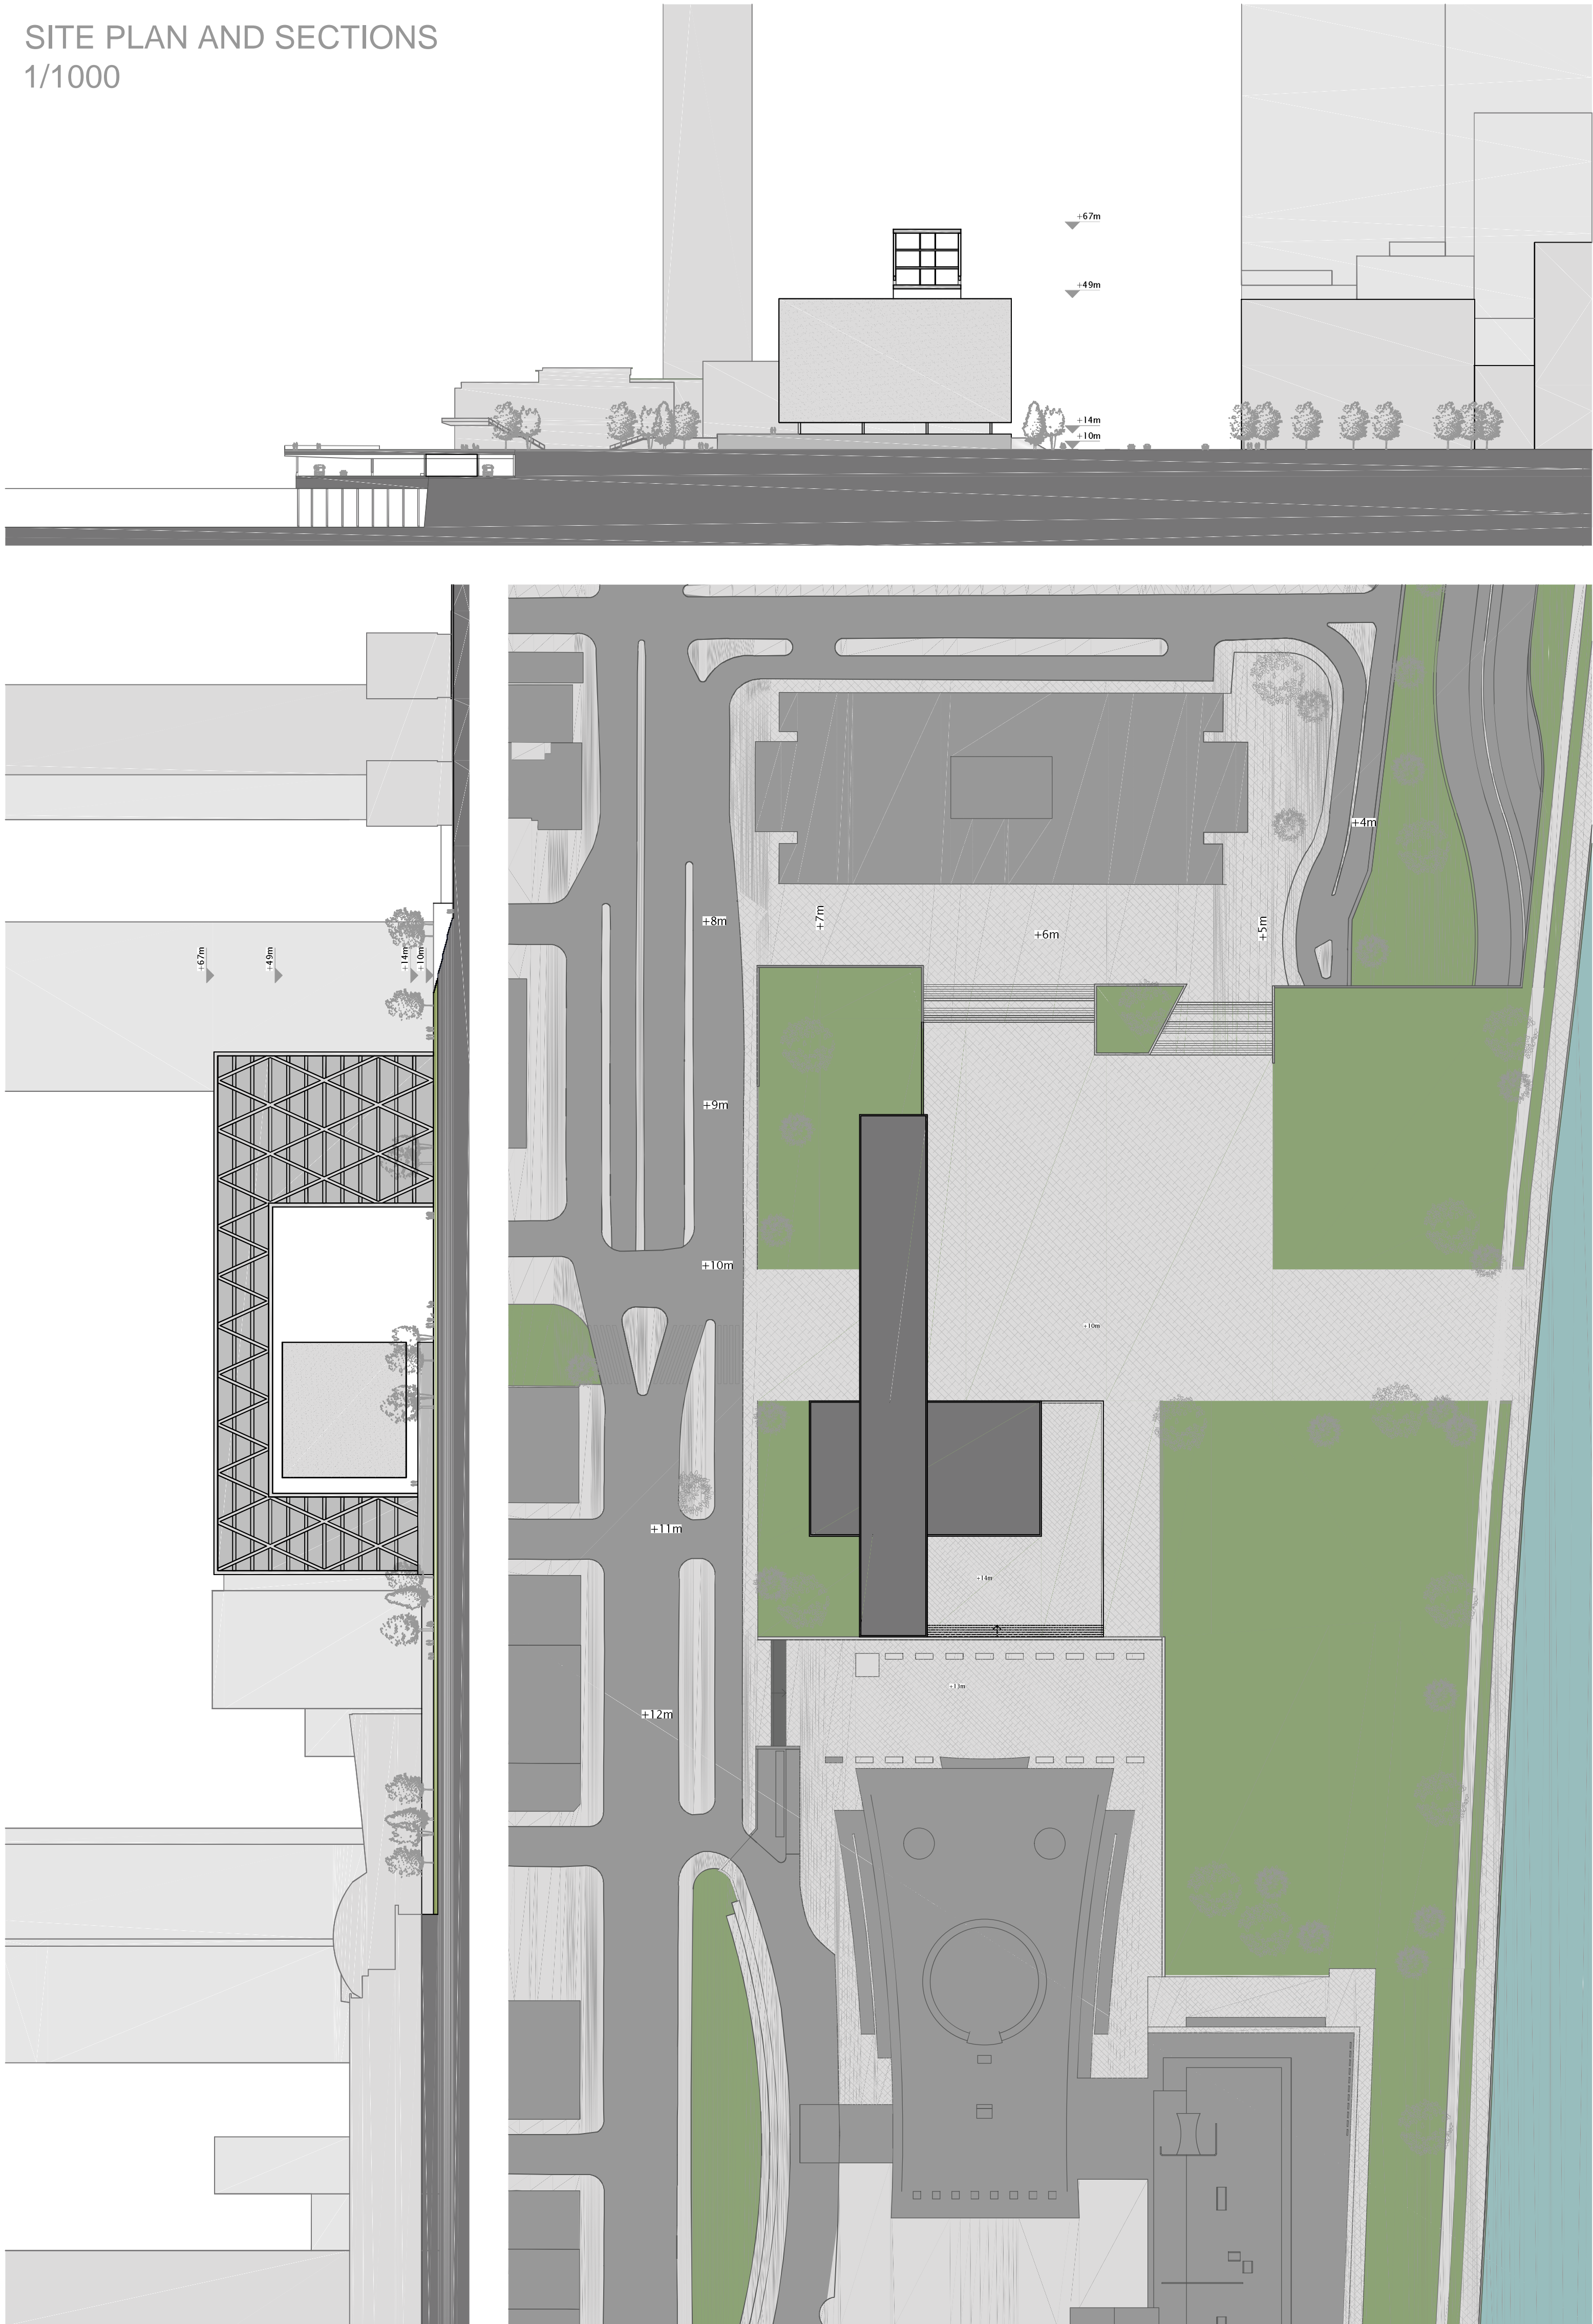 SITE PLAN AND SECTIONS
1/1000
+67m
+49m
+14m
+10m
+67m
+49m
+14m
+10m
+4m
+8m
+7m
+6m
+5m
+9m
+10m
+10m
+11m
+14m
+13m
+12m